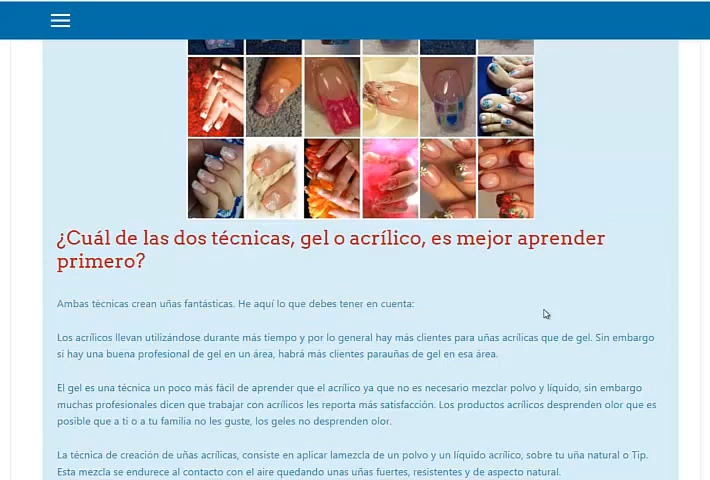 ¿Cuál de las dos técnicas, gel o acrílico, es mejor aprender
primero?
Ambas técnicas crean uñas fantásticas. He aquí lo que debes tener en cuenta:
Los acrílicos llevan utilizándose durante más tiempo y por lo general hay más clientes para uñas acrílicas que de gel. Sin embargo
si hay una buena profesional de gel en un área, habrá más clientes parauñas de gel en esa área.
El gel es una técnica un poco más fácil de aprender que el acrílico ya que no es necesario mezclar polvo y líquido, sin embargo
muchas profesionales dicen que trabajar con acrílicos les reporta más satisfacción. Los productos acrílicos desprenden olor que es
posible que a ti o a tu familia no les guste, los geles no desprenden olor.
La técnica de creación de uñas acrílicas, consiste en aplicar lamezcla de un polvo y un líquido acrílico, sobre tu uña natural o Tip.
Esta mezcla se endurece al contacto con el aire quedando unas uñas fuertes, resistentes y de aspecto natural.